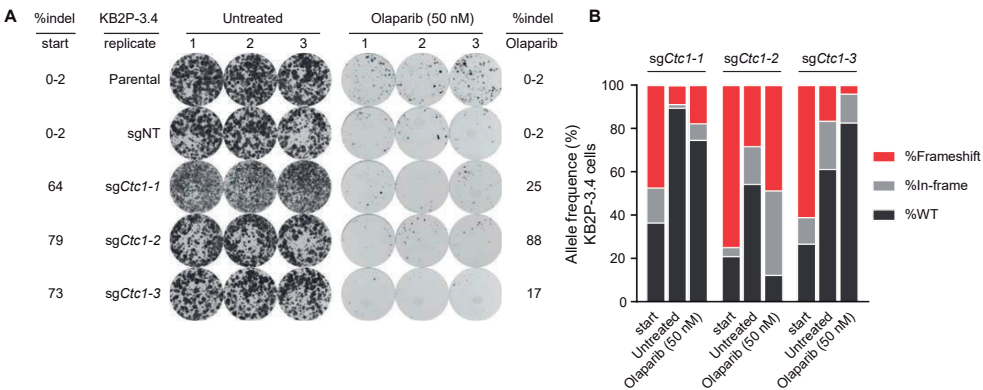 A
%indel KB2P-3.4 Untreated Olaparib (50 nM) %indel
start replicate 1 2 3 1 2 3 Olaparib
0-2 Parental 0-2
0-2 sgNT 0-2
64 sgCtc1-1 25
79 sgCtc1-2 88
73 sgCtc1-3 17
B
sgCtc1-1 sgCtc1-2 sgCtc1-3
Allele frequency (%)
KB2P-3.4 cells
100
80
60
40
20
0
start Untreated Olaparib (50 nM) start Untreated Olaparib (50 nM) start Untreated Olaparib (50 nM)
%Frameshift
%In-frame
%WT